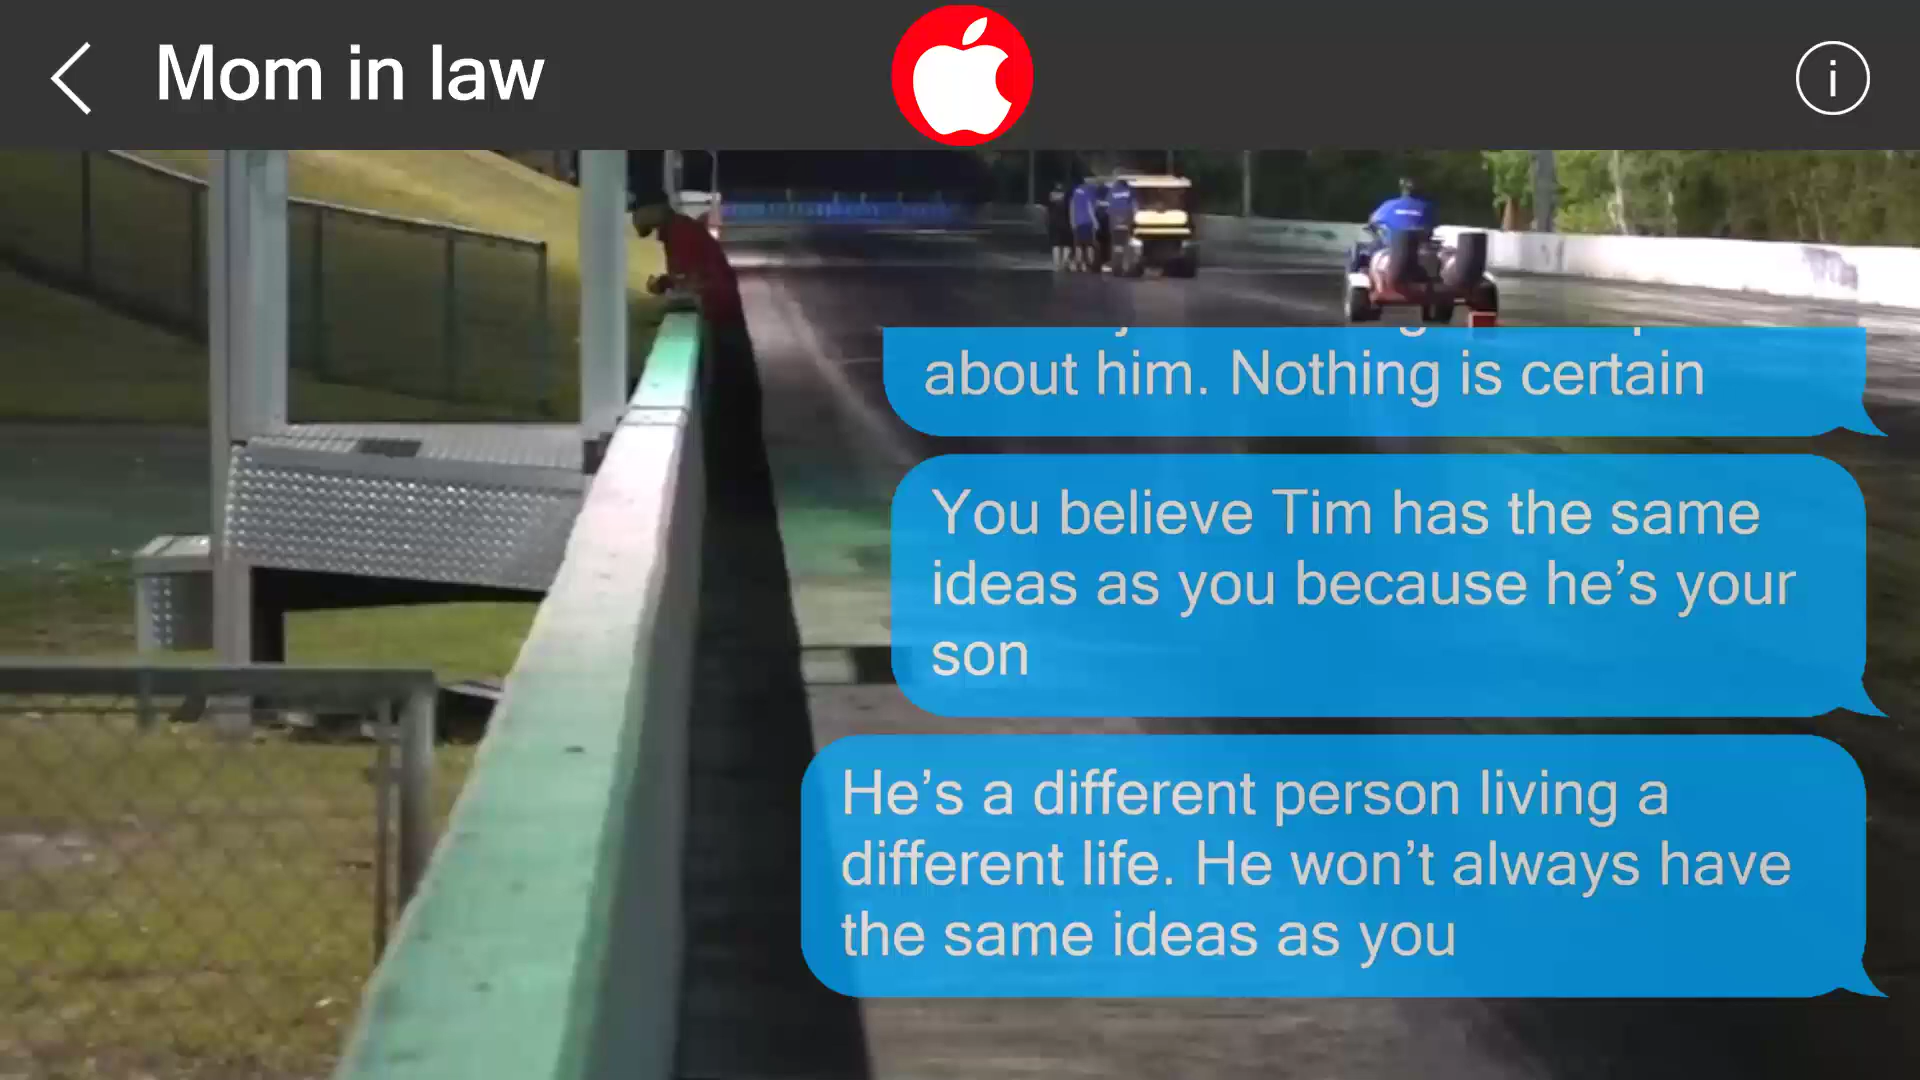 Mom in law
about him. Nothing is certain
You believe Tim has the same
ideas as you because he’s your
son
He’s a different person living a
different life. He won’t always have
the same ideas as you